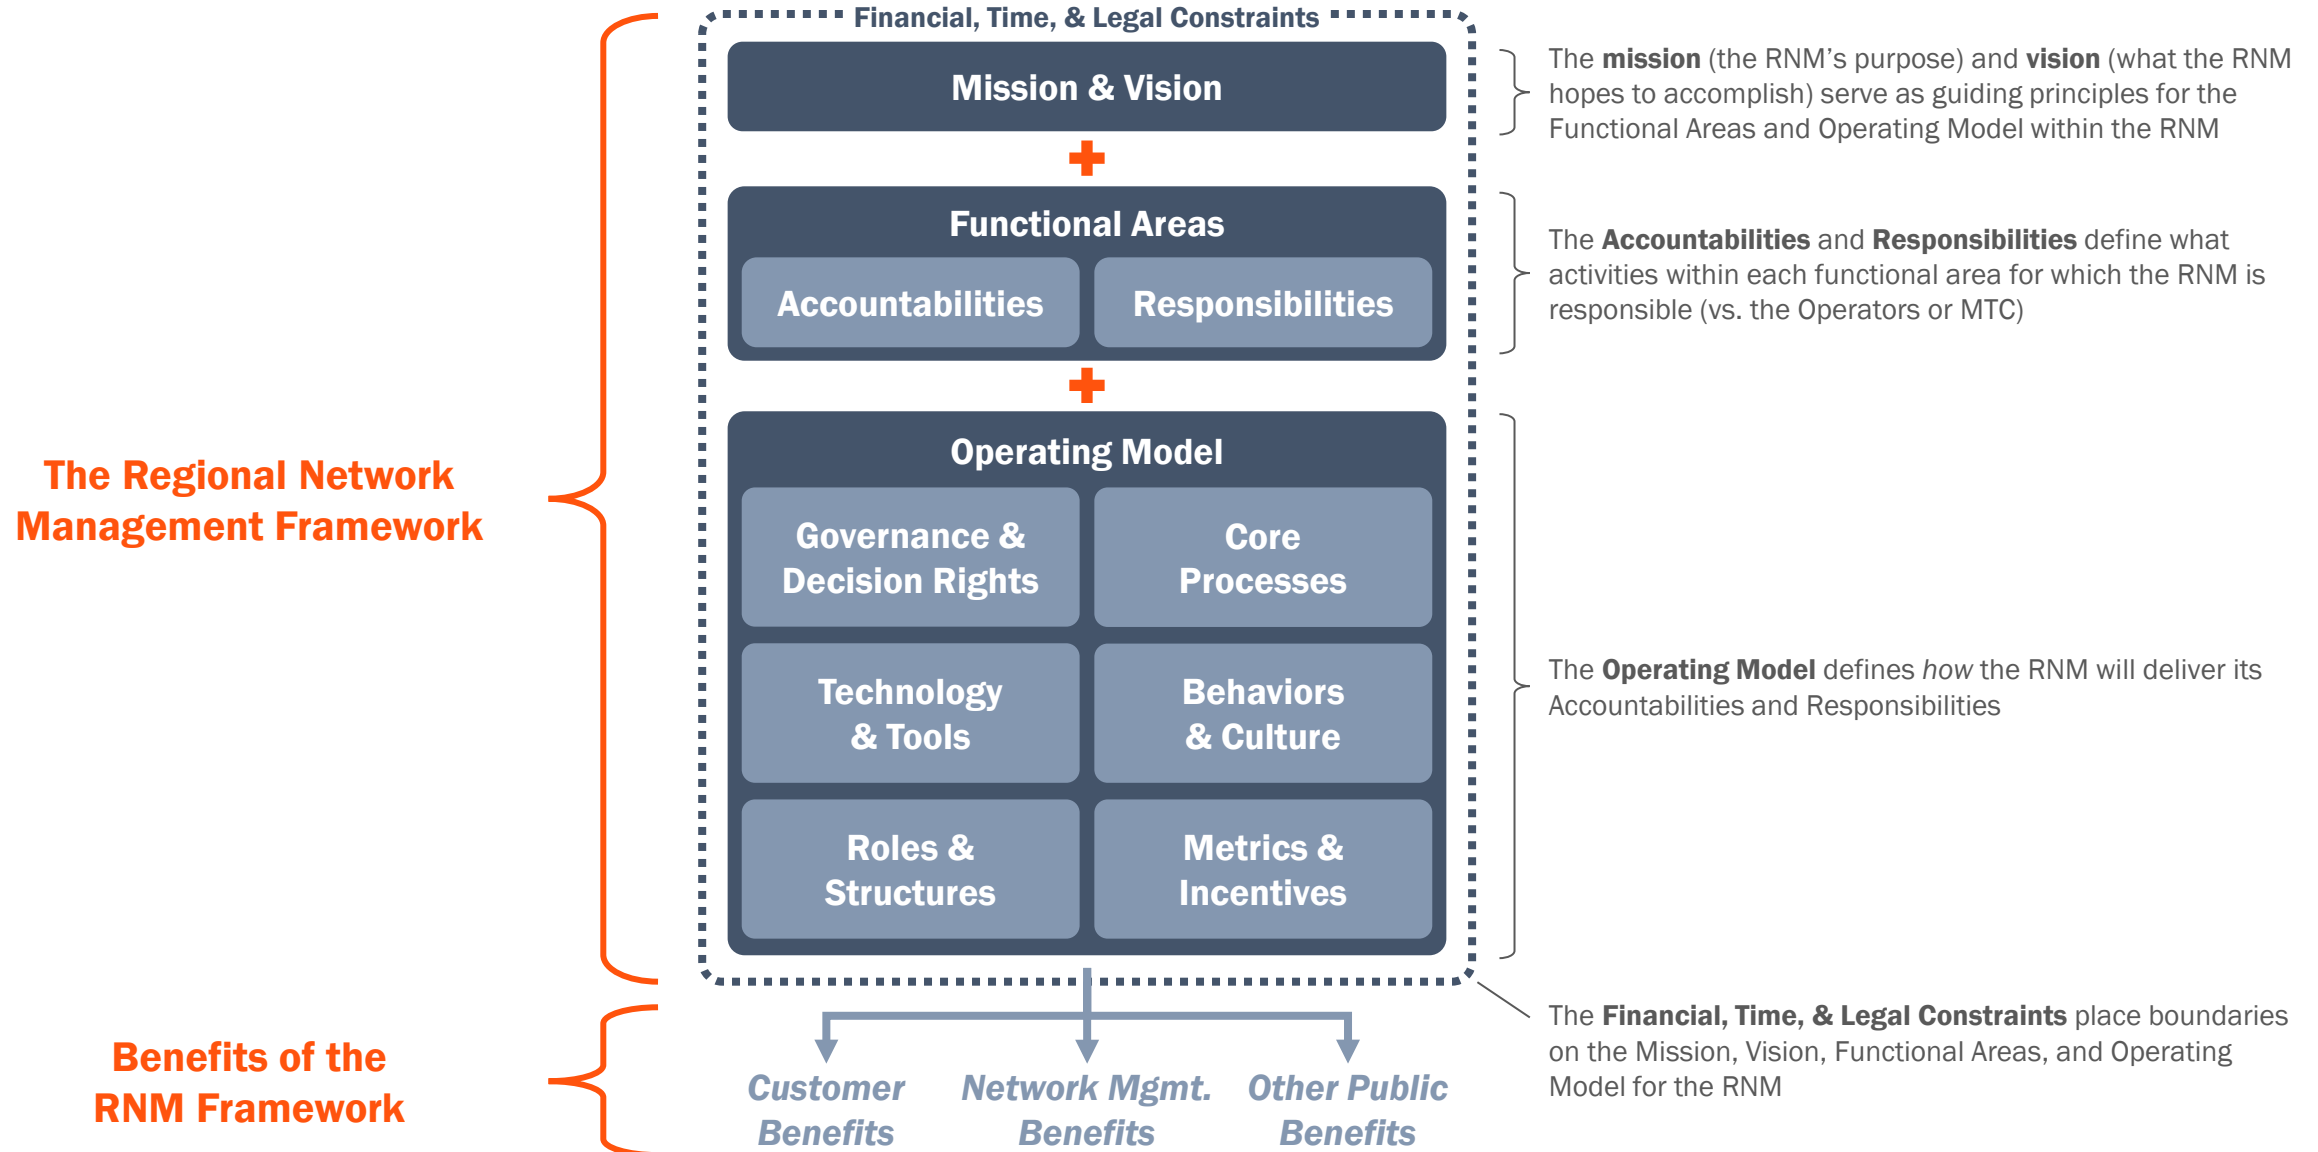 Financial, Time, & Legal Constraints
Mission & Vision
The mission (the RNM's purpose) and vision (what the RNM
hopes to accomplish) serve as guiding principles for the
Functional Areas and Operating Model within the RNM
Functional Areas
Accountabilities
Responsibilities
The Accountabilities and Responsibilities define what
activities within each functional area for which the RNM is
responsible (vs. the Operators or MTC)
The Regional Network
Management Framework
Operating Model
Governance &
Decision Rights
Core
Processes
Technology
& Tools
Behaviors
& Culture
Roles &
Structures
Metrics &
Incentives
The Operating Model defines how the RNM will deliver its
Accountabilities and Responsibilities
Benefits of the
RNM Framework
Customer
Benefits
Network Mgmt.
Benefits
Other Public
Benefits
The Financial, Time, & Legal Constraints place boundaries
on the Mission, Vision, Functional Areas, and Operating
Model for the RNM